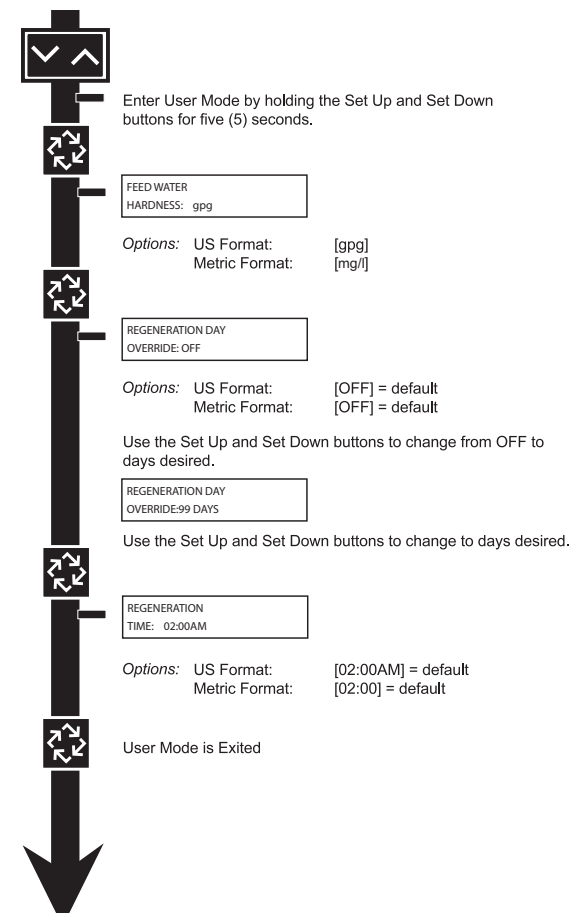 Enter User Mode by holding the Set Up and Set Down
buttons for five (5) seconds.
FEED WATER
HARDNESS: gpg
Options: US Format: [gpg]
Metric Format: [mg/l]
REGENERATION DAY
OVERRIDE: OFF
Options: US Format: [OFF] = default
Metric Format: [OFF] = default
Use the Set Up and Set Down buttons to change from OFF to
days desired.
REGENERATION DAY
OVERRIDE:99 DAYS
Use the Set Up and Set Down buttons to change to days desired.
REGENERATION
TIME: 02:00AM
Options: US Format: [02:00AM] = default
Metric Format: [02:00] = default
User Mode is Exited